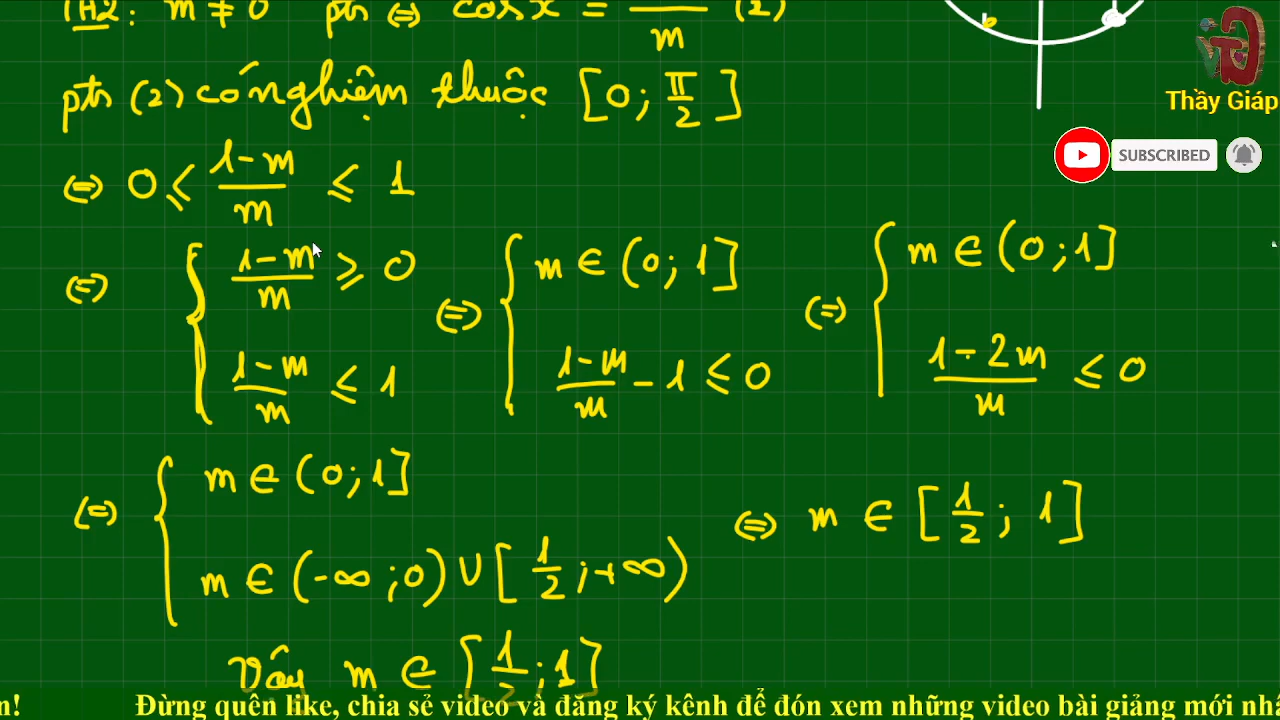 TH2: m ≠ 0 pt ⇔ cos x = /m (2)
pt (2) có nghiệm thuộc [0; π/2]
⇔ 0 ≤ (1-m)/m ≤ 1
⇔ { (1-m)/m ≥ 0 ; (1-m)/m ≤ 1 ⇔ { m ∈ (0; 1] ; (1-m)/m - 1 ≤ 0 ⇔ { m ∈ (0; 1] ; (1-2m)/m ≤ 0
⇔ { m ∈ (0; 1] ; m ∈ (-∞; 0) ∪ [1/2; +∞) ⇔ m ∈ [1/2; 1]
Vậy m ∈ [1/2; 1]
Thầy Giáp
SUBSCRIBED
m! Đừng quên like, chia sẻ video và đăng ký kênh để đón xem những video bài giảng mới